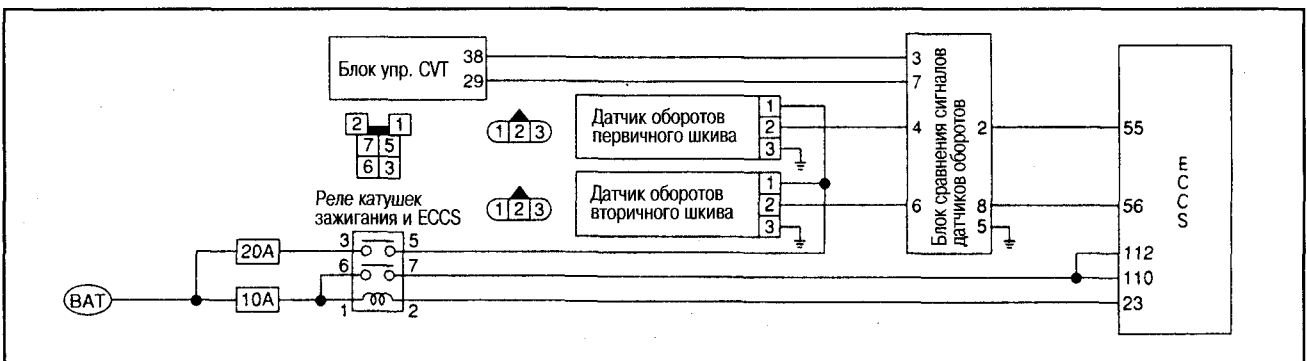 Блок упр. CVT
38
29
2 1
7 5
6 3
1 2 3
Датчик оборотов
первичного шкива
1
2
3
1 2 3
Датчик оборотов
вторичного шкива
1
2
3
Блок сравнения сигналов
датчиков оборотов
3
7
4
6
2
8
5
ECCS
55
56
112
110
23
Реле катушек
зажигания и ECCS
3 5
6 7
1 2
20A
10A
BAT